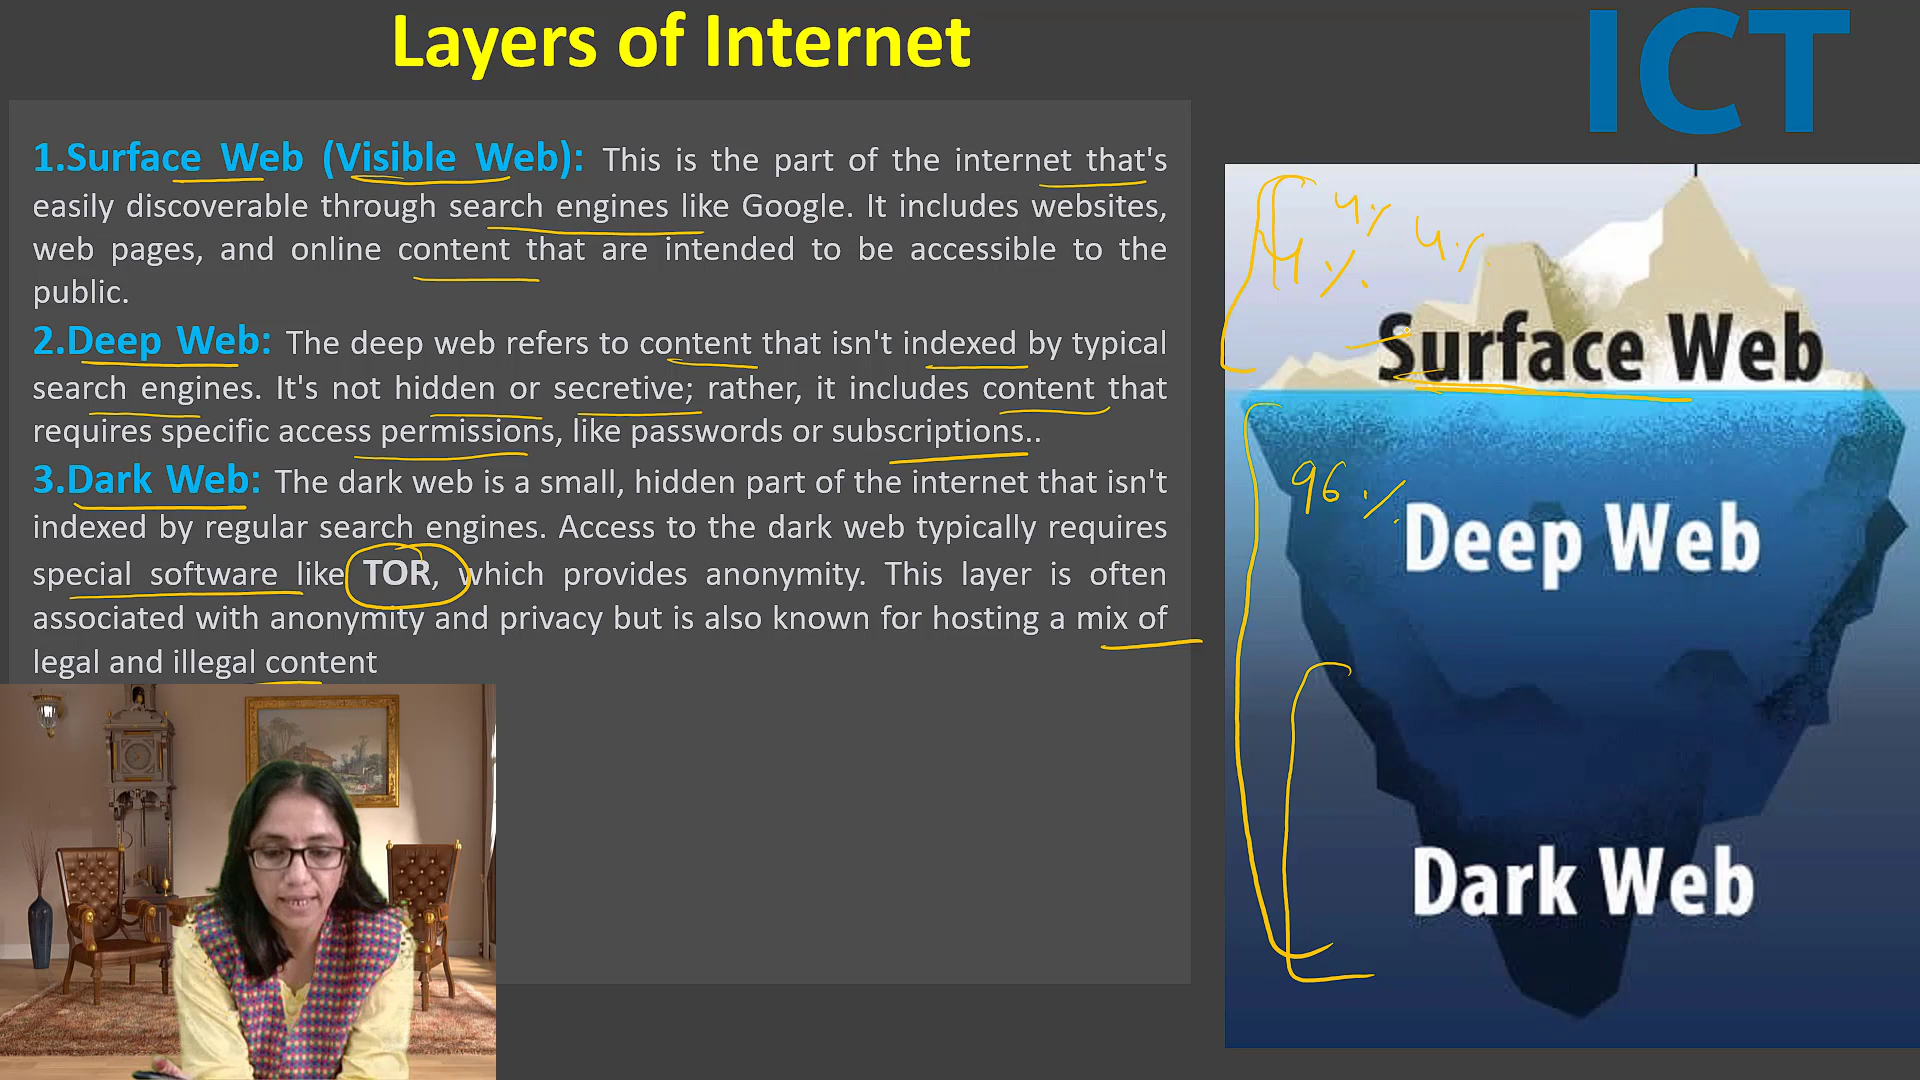 Layers of Internet
ICT
1.Surface Web (Visible Web): This is the part of the internet that's
easily discoverable through search engines like Google. It includes websites,
web pages, and online content that are intended to be accessible to the
public.
2.Deep Web: The deep web refers to content that isn't indexed by typical
search engines. It's not hidden or secretive; rather, it includes content that
requires specific access permissions, like passwords or subscriptions..
3.Dark Web: The dark web is a small, hidden part of the internet that isn't
indexed by regular search engines. Access to the dark web typically requires
special software like TOR, which provides anonymity. This layer is often
associated with anonymity and privacy but is also known for hosting a mix of
legal and illegal content
4%
4%
4%
Surface Web
96%
Deep Web
Dark Web